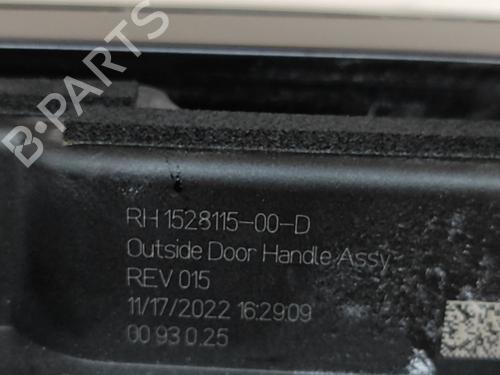 B-PARTS
RH 1528115-00-D
Outside Door Handle Assy
REV 015
11/17/2022 16:29:09
00 93 0.25